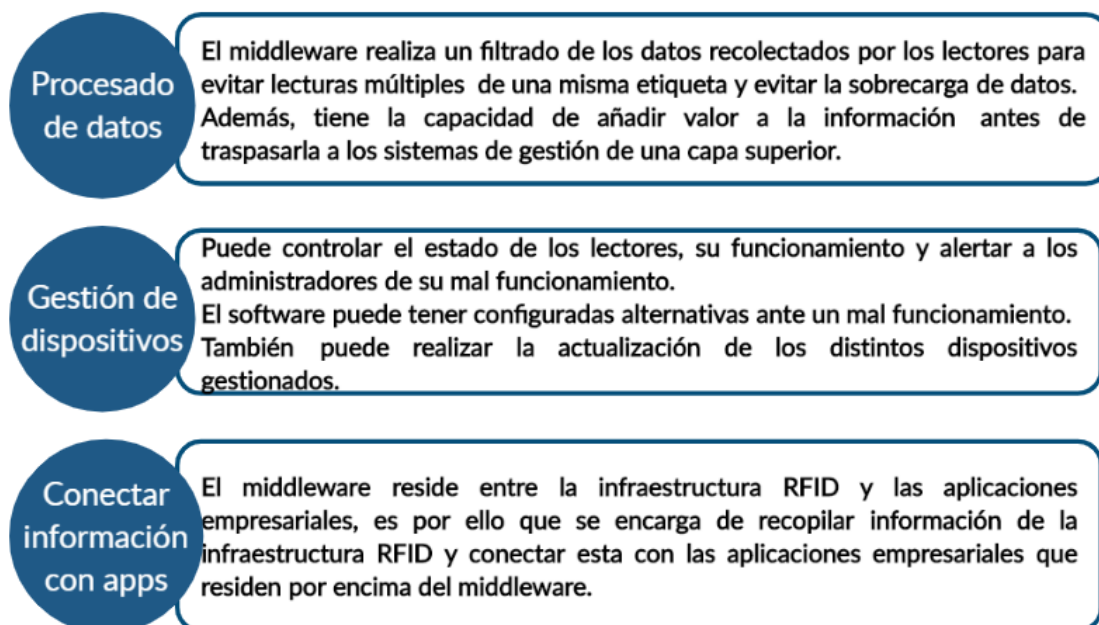 Procesado
de datos
El middleware realiza un filtrado de los datos recolectados por los lectores para
evitar lecturas múltiples de una misma etiqueta y evitar la sobrecarga de datos.
Además, tiene la capacidad de añadir valor a la información antes de
traspasarla a los sistemas de gestión de una capa superior.
Gestión de
dispositivos
Puede controlar el estado de los lectores, su funcionamiento y alertar a los
administradores de su mal funcionamiento.
El software puede tener configuradas alternativas ante un mal funcionamiento.
También puede realizar la actualización de los distintos dispositivos
gestionados.
Conectar
información
con apps
El middleware reside entre la infraestructura RFID y las aplicaciones
empresariales, es por ello que se encarga de recopilar información de la
infraestructura RFID y conectar esta con las aplicaciones empresariales que
residen por encima del middleware.